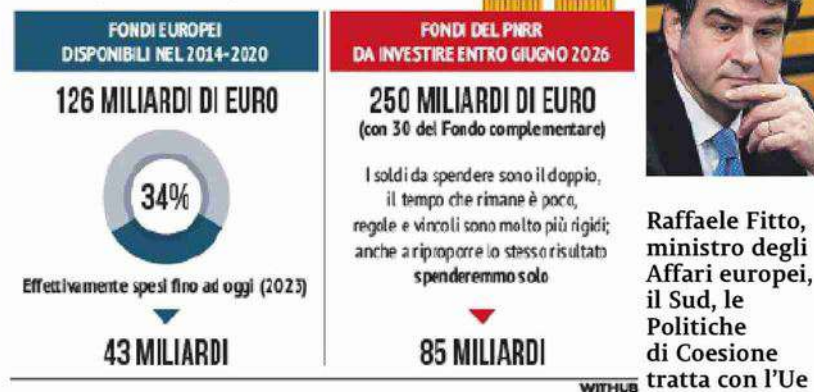 FONDI EUROPEI
DISPONIBILI NEL 2014-2020
126 MILIARDI DI EURO
34%
Effettivamente spesi fino ad oggi (2023)
43 MILIARDI
FONDI DEL PNRR
DA INVESTIRE ENTRO GIUGNO 2026
250 MILIARDI DI EURO
(con 30 del Fondo complementare)
I soldi da spendere sono il doppio,
il tempo che rimane è poco,
regole e vincoli sono molto più rigidi;
anche a riproporre lo stesso risultato
spenderemmo solo
85 MILIARDI
WITHUB
Raffaele Fitto,
ministro degli
Affari europei,
il Sud, le
Politiche
di Coesione
tratta con l'Ue